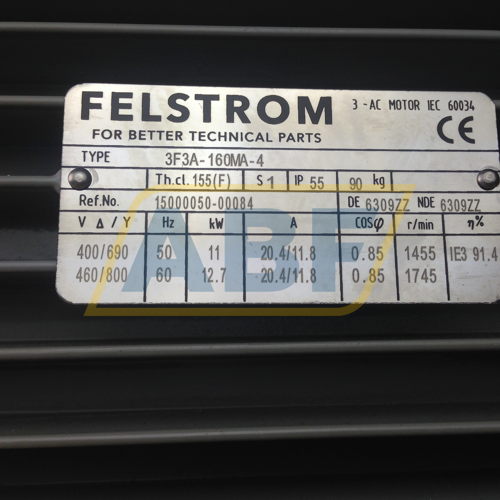 FELSTROM
3 - AC MOTOR IEC 60034
FOR BETTER TECHNICAL PARTS
CE
TYPE 3F3A-160MA-4
Th.cl. 155(F) S1 IP 55 90 kg
Ref.No. 15000050-00084 DE 6309ZZ NDE 6309ZZ
V Δ/Y Hz kW A COSφ r/min η%
400/690 50 11 20.4/11.8 0.85 1455 IE3 91.4
460/800 60 12.7 20.4/11.8 0.85 1745
ABF